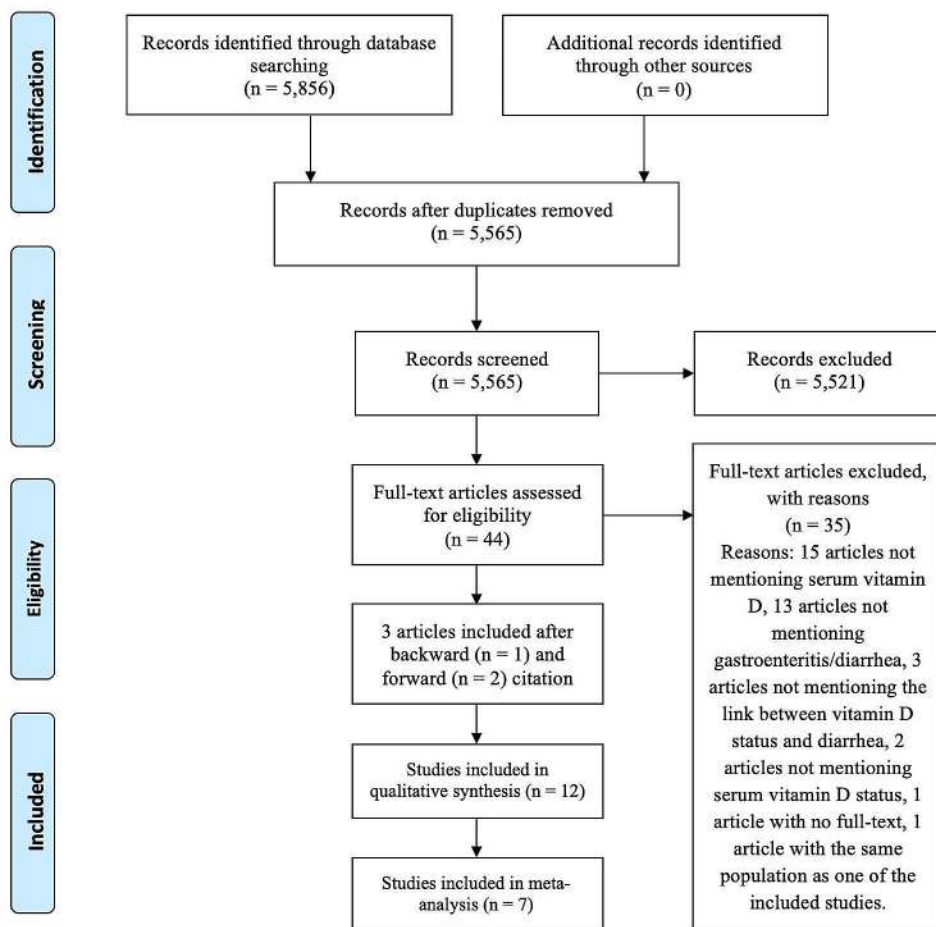 Identification
Records identified through database
searching
(n = 5,856)
Additional records identified
through other sources
(n = 0)
Records after duplicates removed
(n = 5,565)
Screening
Records screened
(n = 5,565)
Records excluded
(n = 5,521)
Eligibility
Full-text articles assessed
for eligibility
(n = 44)
Full-text articles excluded,
with reasons
(n = 35)
Reasons: 15 articles not
mentioning serum vitamin
D, 13 articles not
mentioning
gastroenteritis/diarrhea, 3
articles not mentioning the
link between vitamin D
status and diarrhea, 2
articles not mentioning
serum vitamin D status, 1
article with no full-text, 1
article with the same
population as one of the
included studies.
3 articles included after
backward (n = 1) and
forward (n = 2) citation
Included
Studies included in
qualitative synthesis (n = 12)
Studies included in meta-
analysis (n = 7)